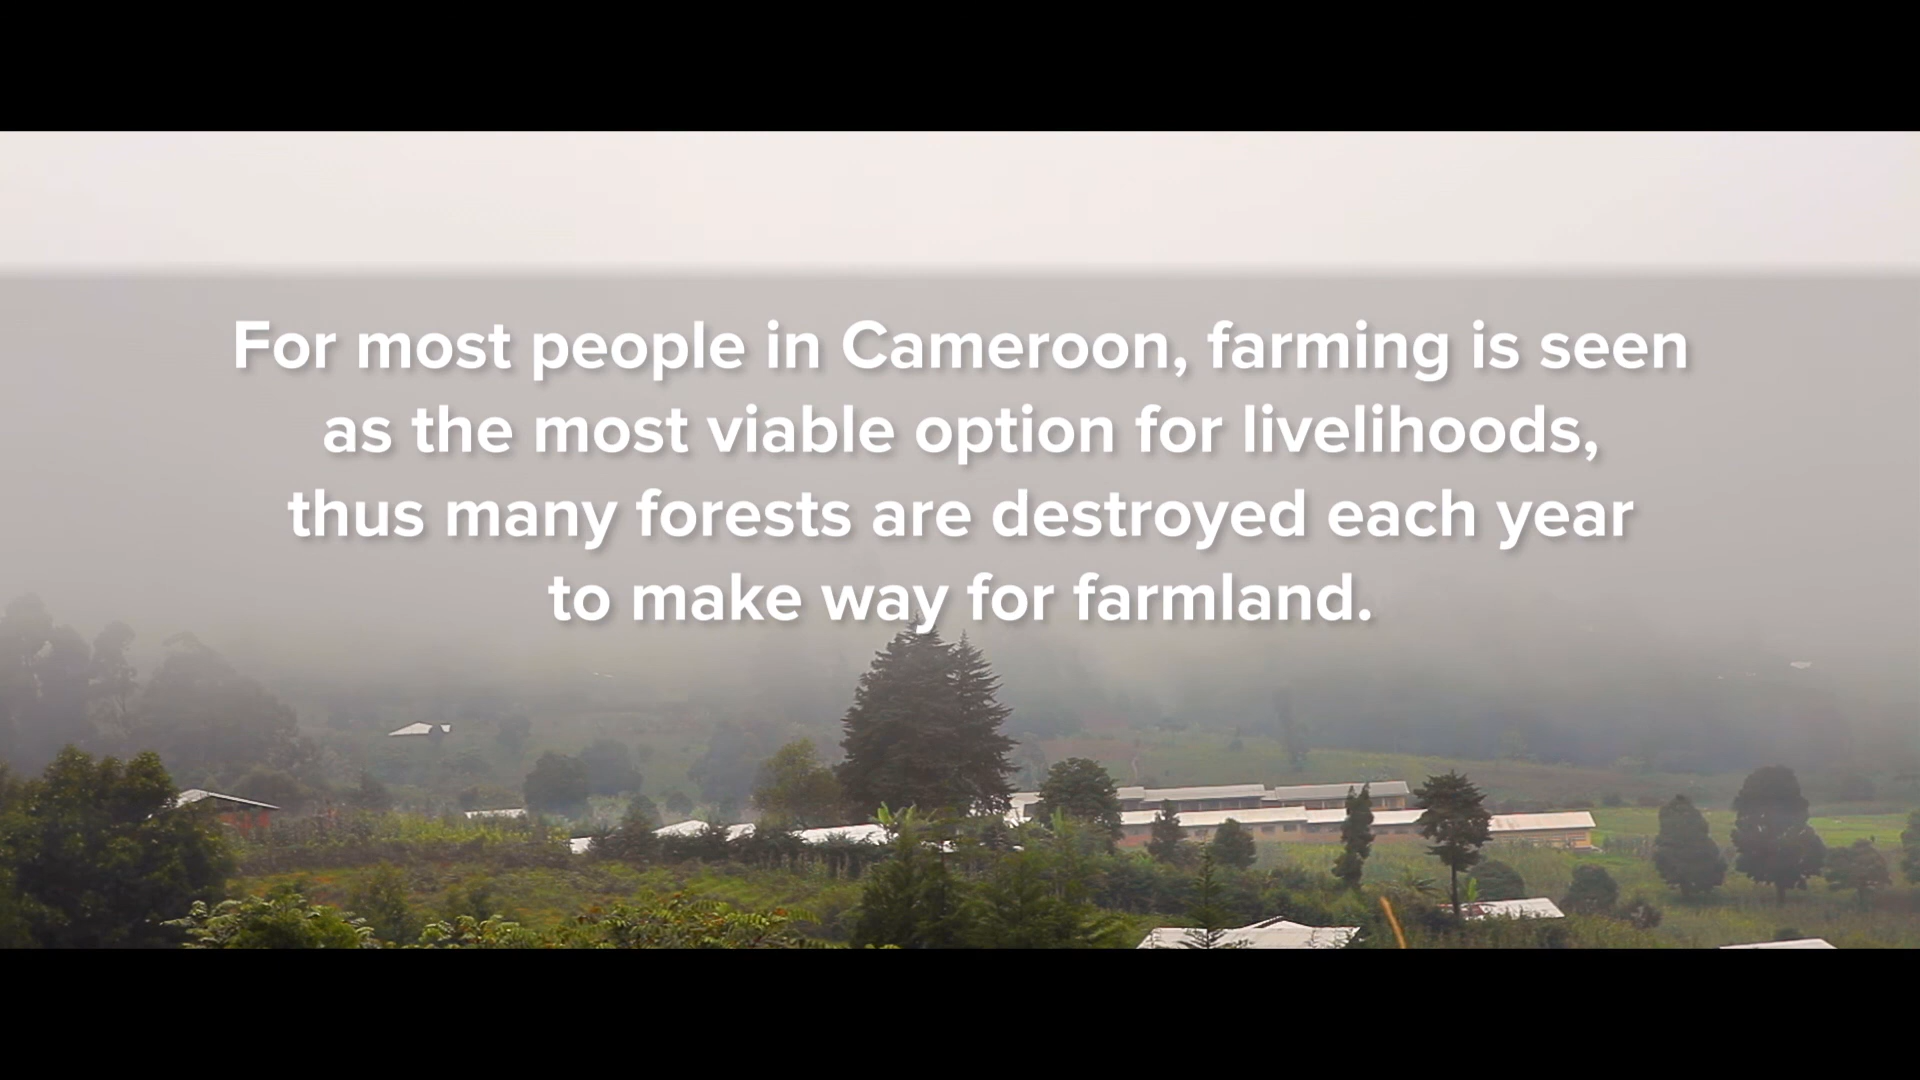 For most people in Cameroon, farming is seen
as the most viable option for livelihoods,
thus many forests are destroyed each year
to make way for farmland.